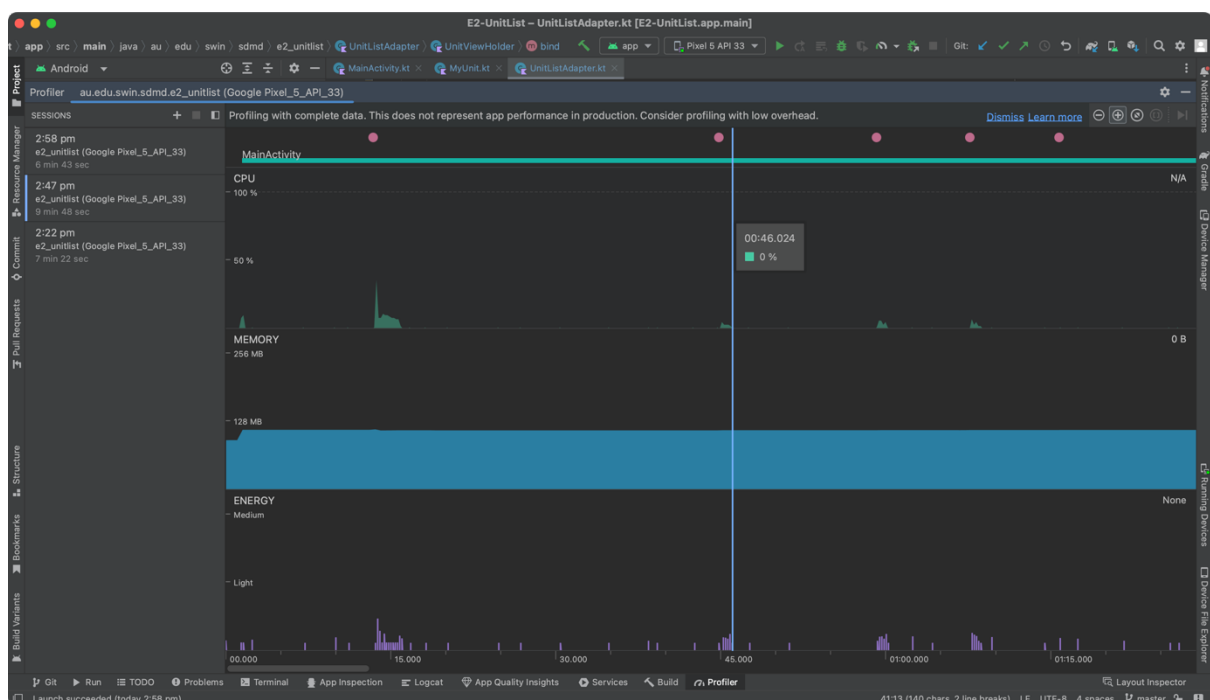 E2-UnitList – UnitListAdapter.kt [E2-UnitList.app.main]
t 〉 app 〉 src 〉 main 〉 java 〉 au 〉 edu 〉 swin 〉 sdmd 〉 e2_unitlist 〉 UnitListAdapter 〉 UnitViewHolder 〉 bind app Pixel 5 API 33 Git:
Android MainActivity.kt MyUnit.kt UnitListAdapter.kt
Profiler au.edu.swin.sdmd.e2_unitlist (Google Pixel_5_API_33)
SESSIONS
Profiling with complete data. This does not represent app performance in production. Consider profiling with low overhead. Dismiss Learn more
2:58 pm
e2_unitlist (Google Pixel_5_API_33)
6 min 43 sec
2:47 pm
e2_unitlist (Google Pixel_5_API_33)
9 min 48 sec
2:22 pm
e2_unitlist (Google Pixel_5_API_33)
7 min 22 sec
MainActivity
CPU N/A
100 %
00:46.024
0 %
50 %
MEMORY 0 B
256 MB
128 MB
ENERGY None
Medium
Light
00.000 15.000 30.000 45.000 01:00.000 01:15.000
Project
Resource Manager
Commit
Pull Requests
Structure
Bookmarks
Build Variants
Notifications
Gradle
Device Manager
Running Devices
Device File Explorer
Git Run TODO Problems Terminal App Inspection Logcat App Quality Insights Services Build Profiler Layout Inspector
Launch succeeded (today 2:58 pm) 41:13 (140 chars, 2 line breaks) LF UTF-8 4 spaces master